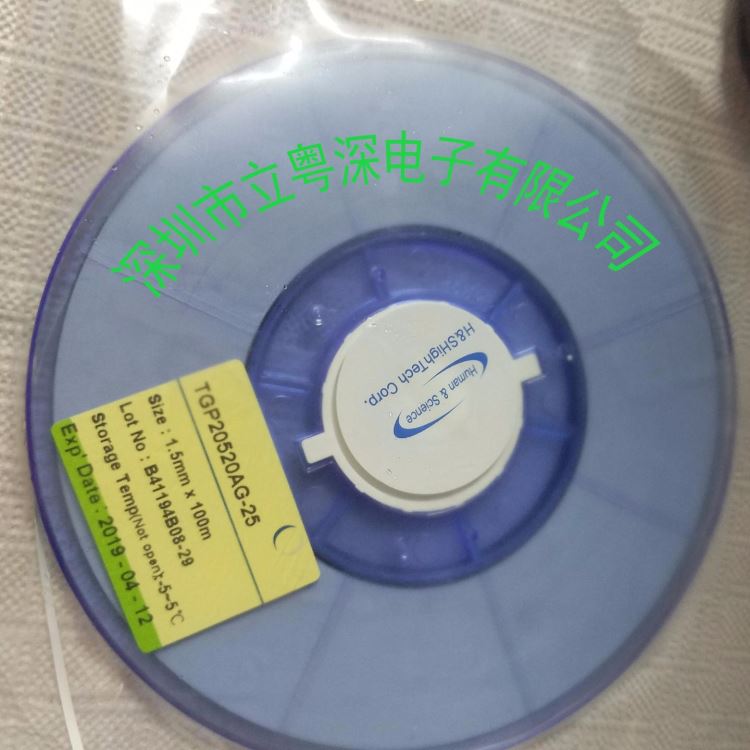 深圳市立粤深电子有限公司
H&SHighTech Corp.
Human & Science
TGP20520AG-25
Size : 1.5mm x 100m
Lot No : B41194B08-29
Storage Temp(Not open):-5~5℃
Exp' Date : 2019 - 04 - 12